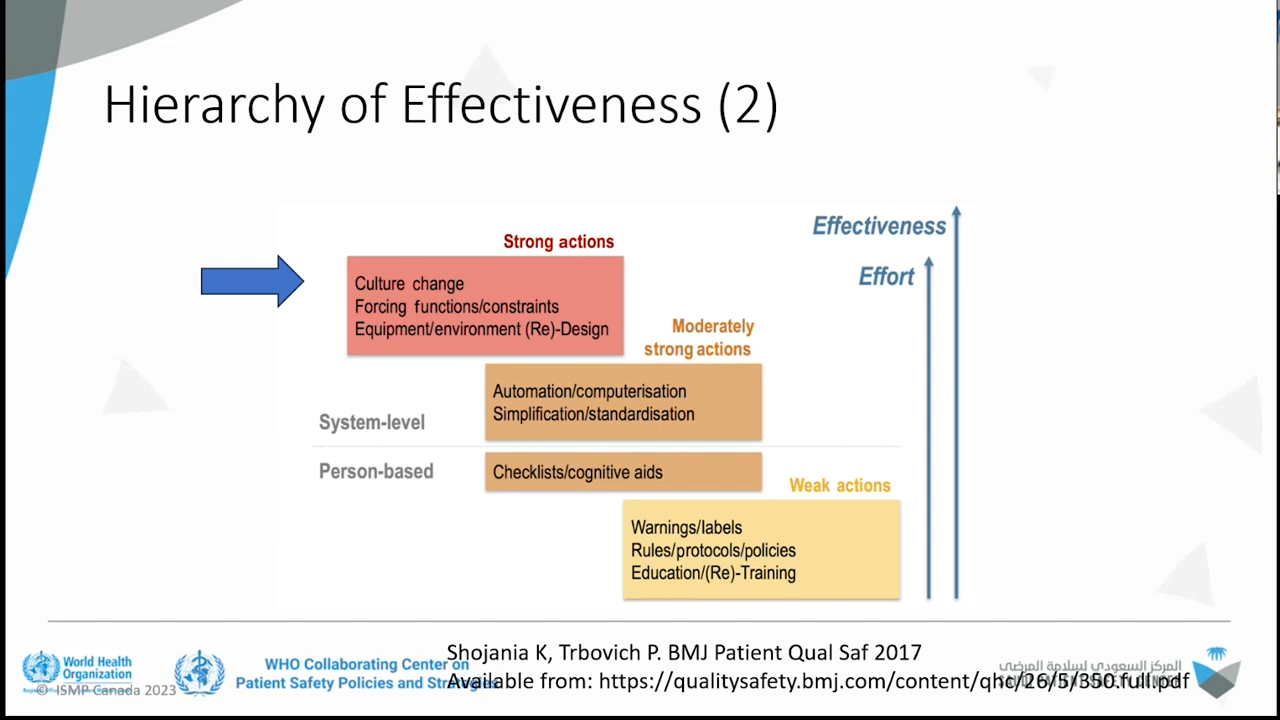 Hierarchy of Effectiveness (2)
Effectiveness
Effort
Strong actions
Culture change
Forcing functions/constraints
Equipment/environment (Re)-Design
Moderately
strong actions
Automation/computerisation
Simplification/standardisation
System-level
Person-based
Checklists/cognitive aids
Weak actions
Warnings/labels
Rules/protocols/policies
Education/(Re)-Training
World Health
Organization
© ISMP Canada 2023
WHO Collaborating Center on
Patient Safety Policies and Strategies
Shojania K, Trbovich P. BMJ Patient Qual Saf 2017
Available from: https://qualitysafety.bmj.com/content/qhc/26/5/350.full.pdf
المركز السعودي لسلامة المرضى
SAUDI PATIENT SAFETY CENTER